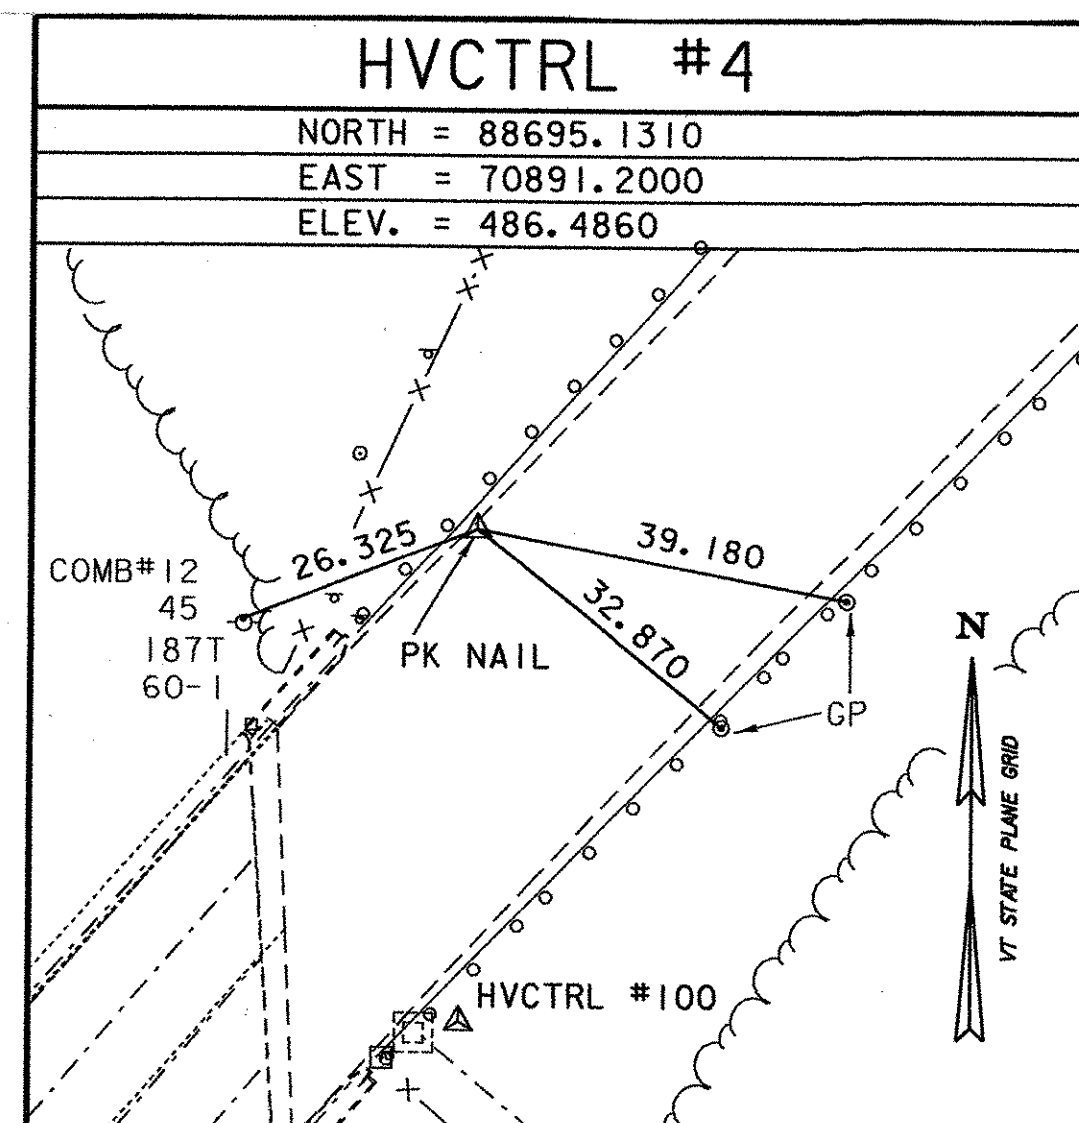 HVCTRL #4
NORTH = 88695.1310
EAST = 70891.2000
ELEV. = 486.4860
26.325
39.180
32.870
COMB#12
45
187T
60-1
PK NAIL
GP
N
VT STATE PLANE GRID
HVCTRL #100